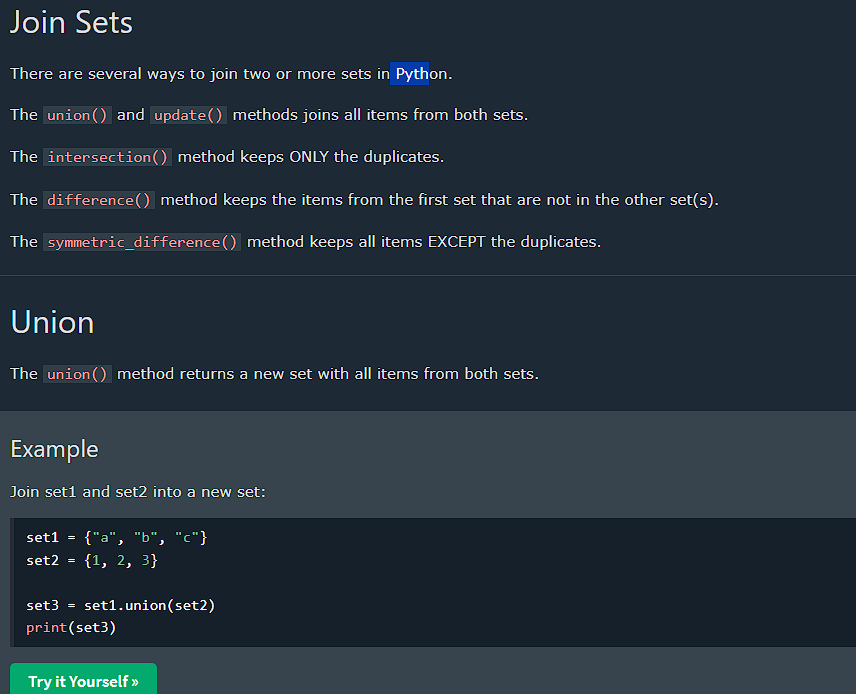 Join Sets
There are several ways to join two or more sets in Python.
The union() and update() methods joins all items from both sets.
The intersection() method keeps ONLY the duplicates.
The difference() method keeps the items from the first set that are not in the other set(s).
The symmetric_difference() method keeps all items EXCEPT the duplicates.
Union
The union() method returns a new set with all items from both sets.
Example
Join set1 and set2 into a new set:
set1 = {"a", "b", "c"}
set2 = {1, 2, 3}
set3 = set1.union(set2)
print(set3)
Try it Yourself »